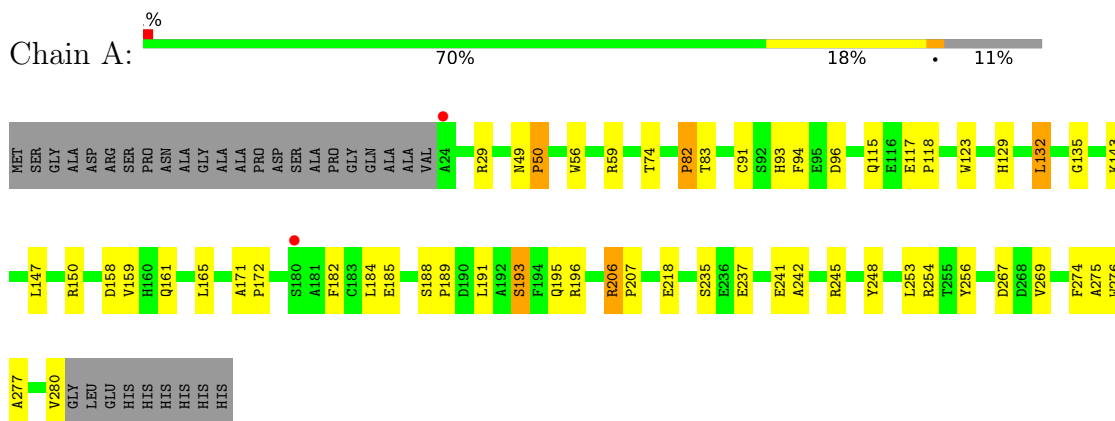 .%
Chain A:
70% 18% • 11%
MET SER GLY ALA ASP ARG SER PRO ASN ALA GLY ALA ALA PRO ASP SER ALA PRO GLY GLN ALA ALA VAL A24 R29 N49 P50 W56 R59 T74 P82 T83 C91 S92 H93 F94 E95 D96 Q115 E116 E117 P118 W123 H129 L132 G135 K143
L147 R150 D158 V159 H160 Q161 L165 A171 P172 S180 A181 F182 C183 L184 E185 S188 P189 D190 L191 A192 S193 F194 Q195 R196 R206 P207 E218 S235 E236 E237 E241 A242 R245 Y248 L253 R254 T255 Y256 D267 D268 V269 F274 A275 W276
A277 V280 GLY LEU GLU HIS HIS HIS HIS HIS HIS